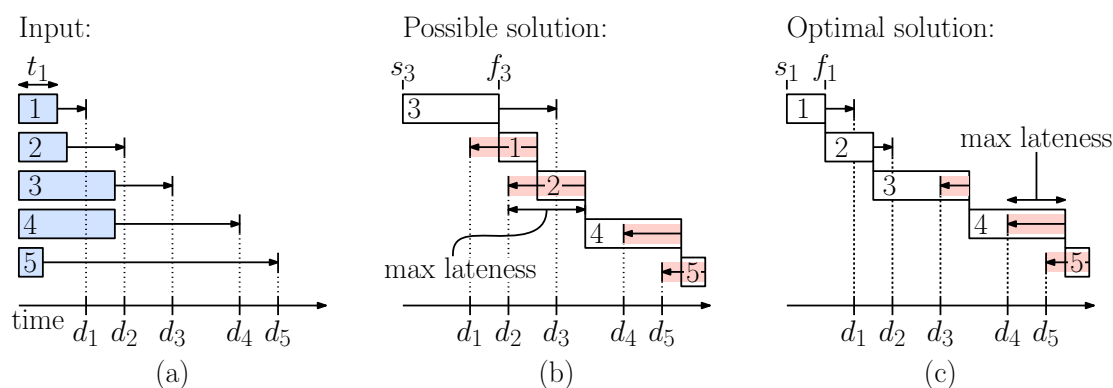 Input:
t₁
1
2
3
4
5
time
d₁ d₂ d₃ d₄ d₅
(a)
Possible solution:
s₃ f₃
3
1
2
4
max lateness
5
d₁ d₂ d₃ d₄ d₅
(b)
Optimal solution:
s₁ f₁
1
2
max lateness
3
4
5
d₁ d₂ d₃ d₄ d₅
(c)